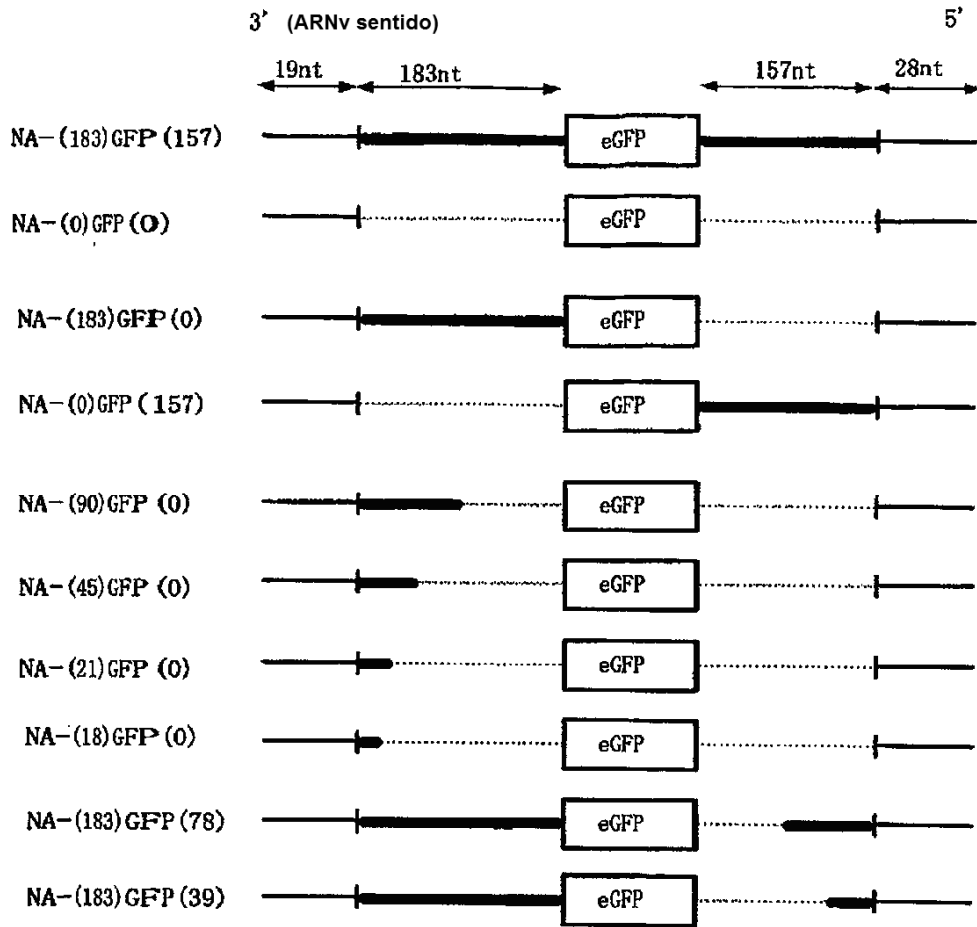 3' (ARNv sentido) 5'
19nt 183nt 157nt 28nt
NA-(183)GFP(157) eGFP
NA-(0)GFP(0) eGFP
NA-(183)GFP(0) eGFP
NA-(0)GFP(157) eGFP
NA-(90)GFP(0) eGFP
NA-(45)GFP(0) eGFP
NA-(21)GFP(0) eGFP
NA-(18)GFP(0) eGFP
NA-(183)GFP(78) eGFP
NA-(183)GFP(39) eGFP